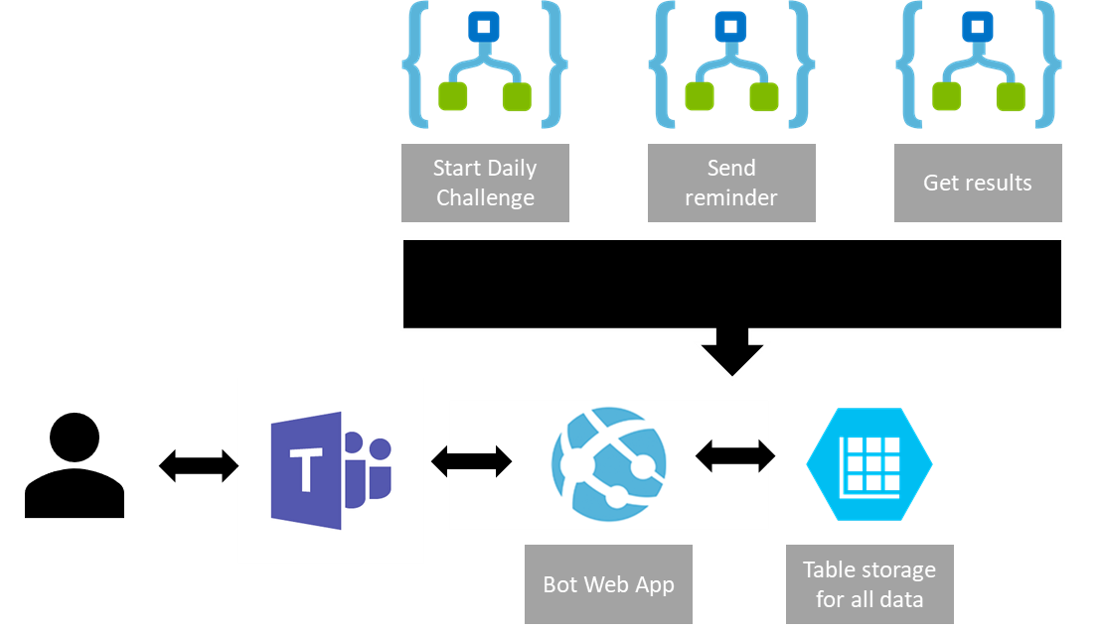 Start Daily
Challenge
Send
reminder
Get results
T
Bot Web App
Table storage
for all data